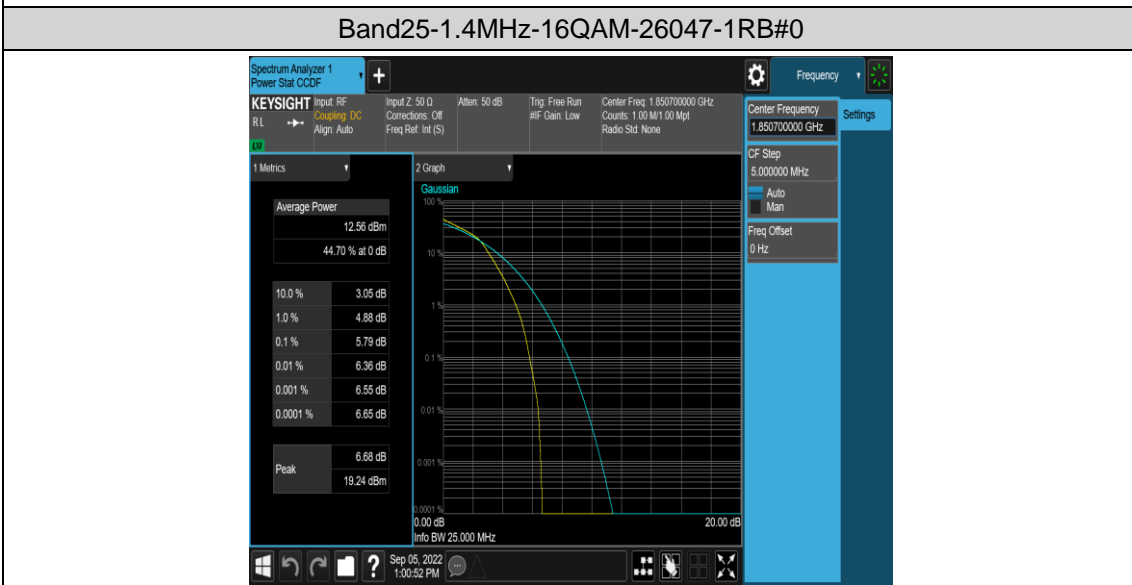 Band25-1.4MHz-16QAM-26047-1RB#0
Spectrum Analyzer 1
Power Stat CCDF
+
Frequency
KEYSIGHT
RL
Input: RF
Coupling: DC
Align: Auto
Input Z: 50 Ω
Corrections: Off
Freq Ref: Int (S)
Atten: 50 dB
Trig: Free Run
#IF Gain: Low
Center Freq: 1.850700000 GHz
Counts: 1.00 M/1.00 Mpt
Radio Std: None
Center Frequency
1.850700000 GHz
Settings
CF Step
5.000000 MHz
Auto
Man
Freq Offset
0 Hz
1 Metrics
Average Power
12.56 dBm
44.70 % at 0 dB
10.0 % 3.05 dB
1.0 % 4.88 dB
0.1 % 5.79 dB
0.01 % 6.36 dB
0.001 % 6.55 dB
0.0001 % 6.65 dB
Peak
6.68 dB
19.24 dBm
2 Graph
Gaussian
100 %
10 %
1 %
0.1 %
0.01 %
0.001 %
0.0001 %
0.00 dB 20.00 dB
Info BW 25.000 MHz
?
Sep 05, 2022
1:00:52 PM